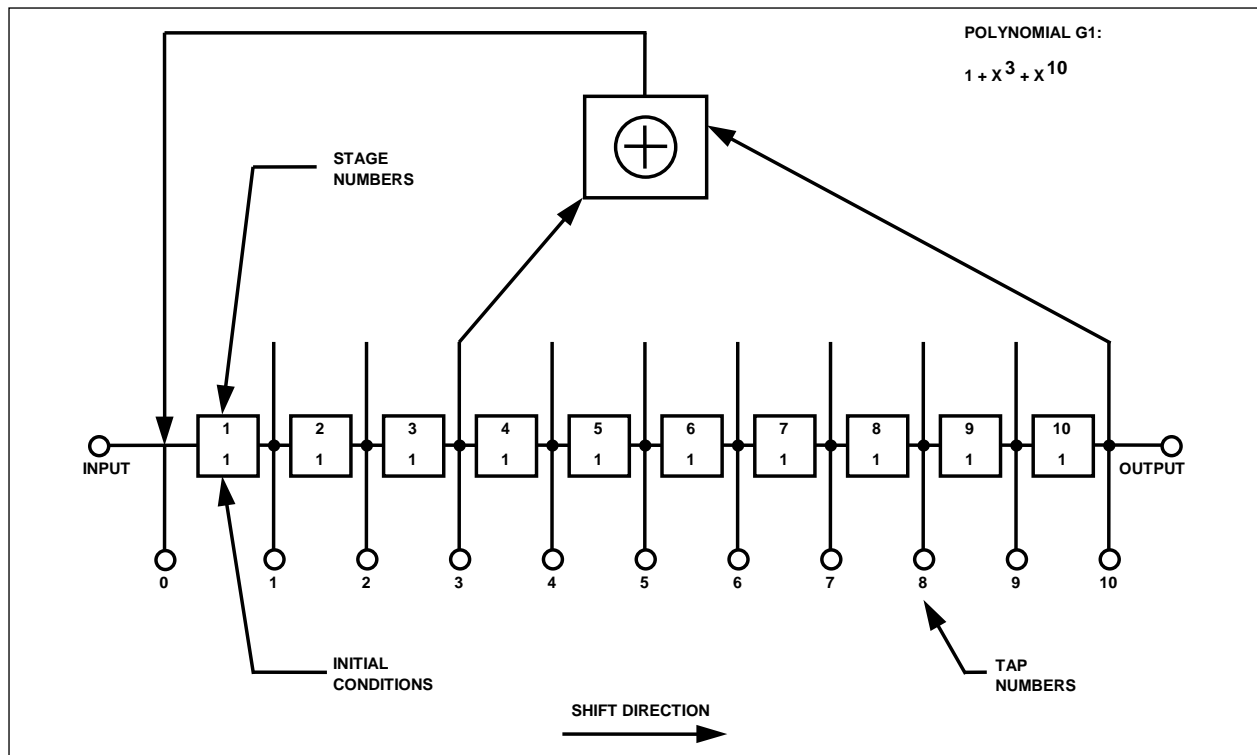 POLYNOMIAL G1:
1 + X3 + X10
STAGE
NUMBERS
1 2 3 4 5 6 7 8 9 10
1 1 1 1 1 1 1 1 1 1
INPUT
OUTPUT
0 1 2 3 4 5 6 7 8 9 10
INITIAL
CONDITIONS
TAP
NUMBERS
SHIFT DIRECTION